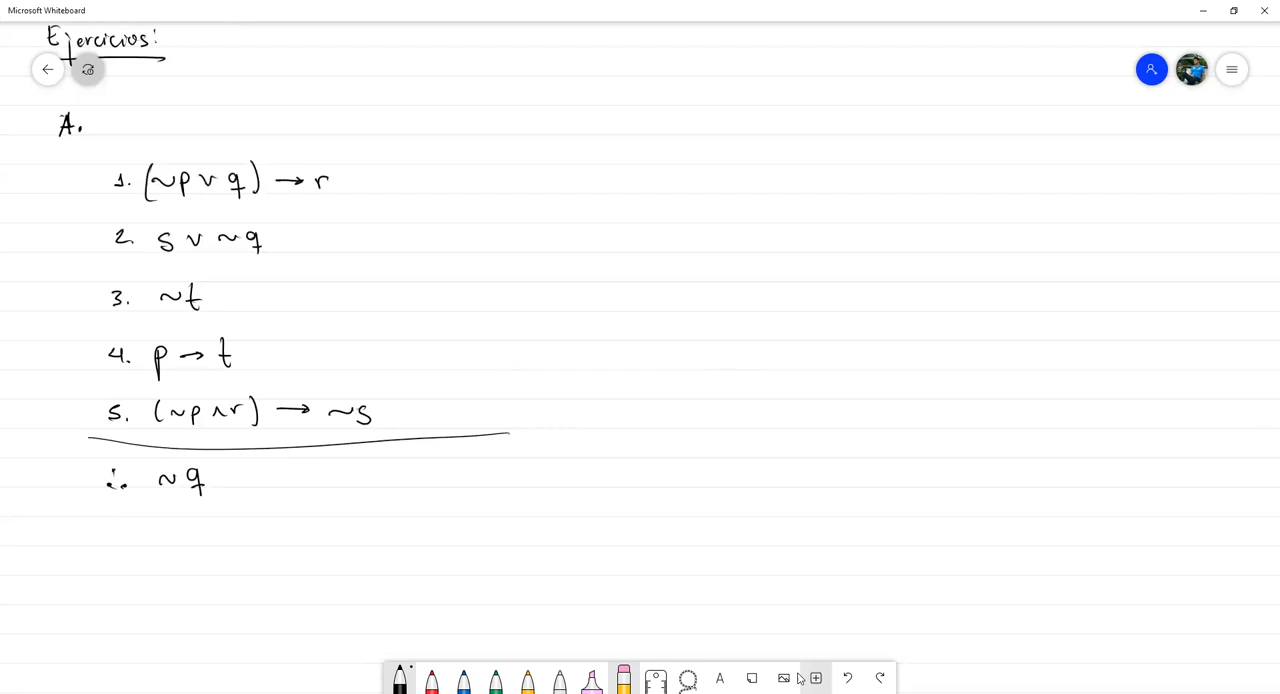 Microsoft Whiteboard
Ejercicios:
A.
1. (~p ∨ q) → r
2. s ∨ ~q
3. ~t
4. p → t
5. (~p ∧ r) → ~s
∴ ~q
A